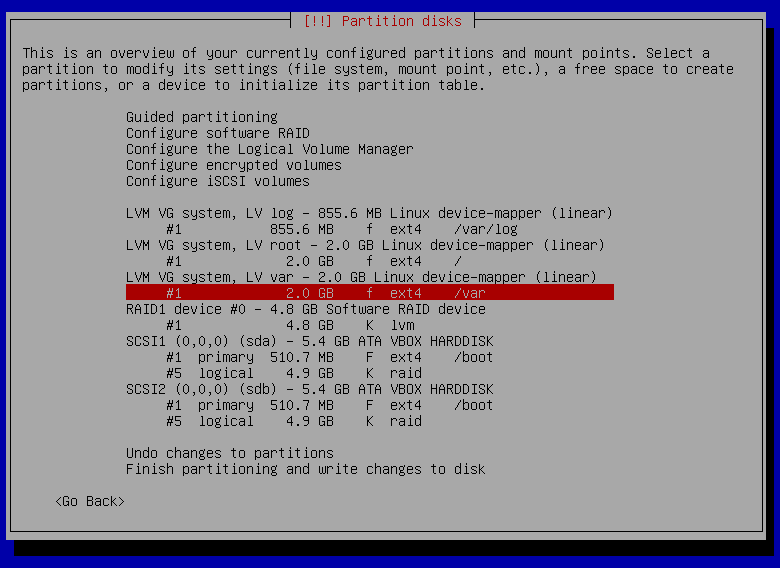 [!!] Partition disks
This is an overview of your currently configured partitions and mount points. Select a
partition to modify its settings (file system, mount point, etc.), a free space to create
partitions, or a device to initialize its partition table.
Guided partitioning
Configure software RAID
Configure the Logical Volume Manager
Configure encrypted volumes
Configure iSCSI volumes
LVM VG system, LV log - 855.6 MB Linux device-mapper (linear)
#1 855.6 MB f ext4 /var/log
LVM VG system, LV root - 2.0 GB Linux device-mapper (linear)
#1 2.0 GB f ext4 /
LVM VG system, LV var - 2.0 GB Linux device-mapper (linear)
#1 2.0 GB f ext4 /var
RAID1 device #0 - 4.8 GB Software RAID device
#1 4.8 GB K lvm
SCSI1 (0,0,0) (sda) - 5.4 GB ATA VBOX HARDDISK
#1 primary 510.7 MB F ext4 /boot
#5 logical 4.9 GB K raid
SCSI2 (0,0,0) (sdb) - 5.4 GB ATA VBOX HARDDISK
#1 primary 510.7 MB F ext4 /boot
#5 logical 4.9 GB K raid
Undo changes to partitions
Finish partitioning and write changes to disk
<Go Back>